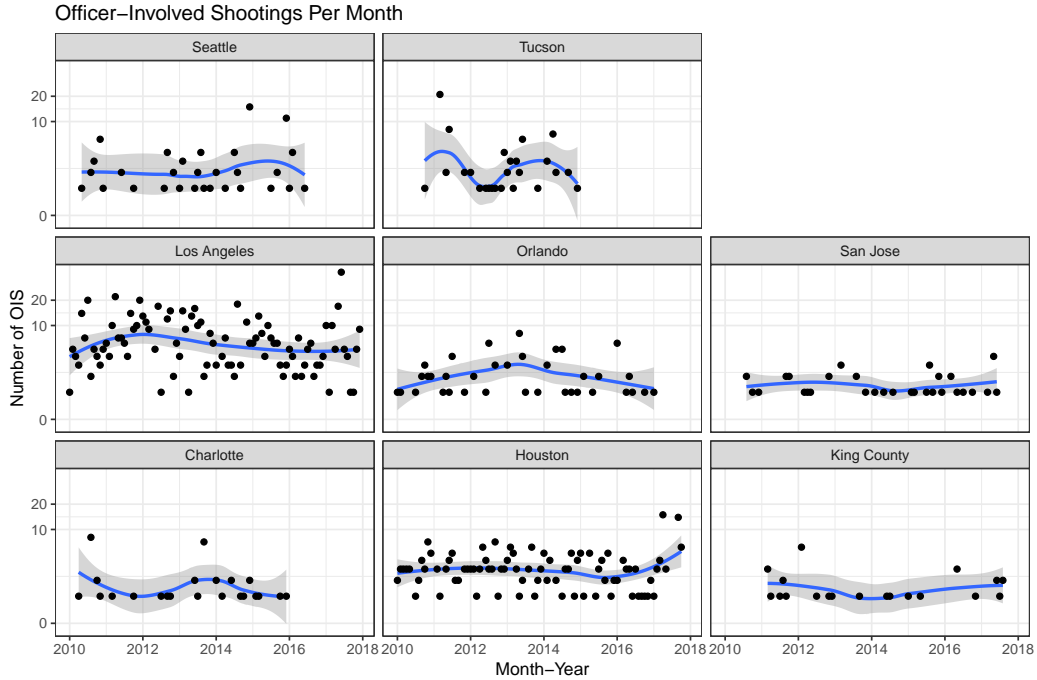 Officer−Involved Shootings Per Month
Seattle
Tucson
20
10
0
Los Angeles
Orlando
San Jose
20
10
0
Number of OIS
Charlotte
Houston
King County
20
10
0
2010 2012 2014 2016 2018
2010 2012 2014 2016 2018
2010 2012 2014 2016 2018
Month−Year